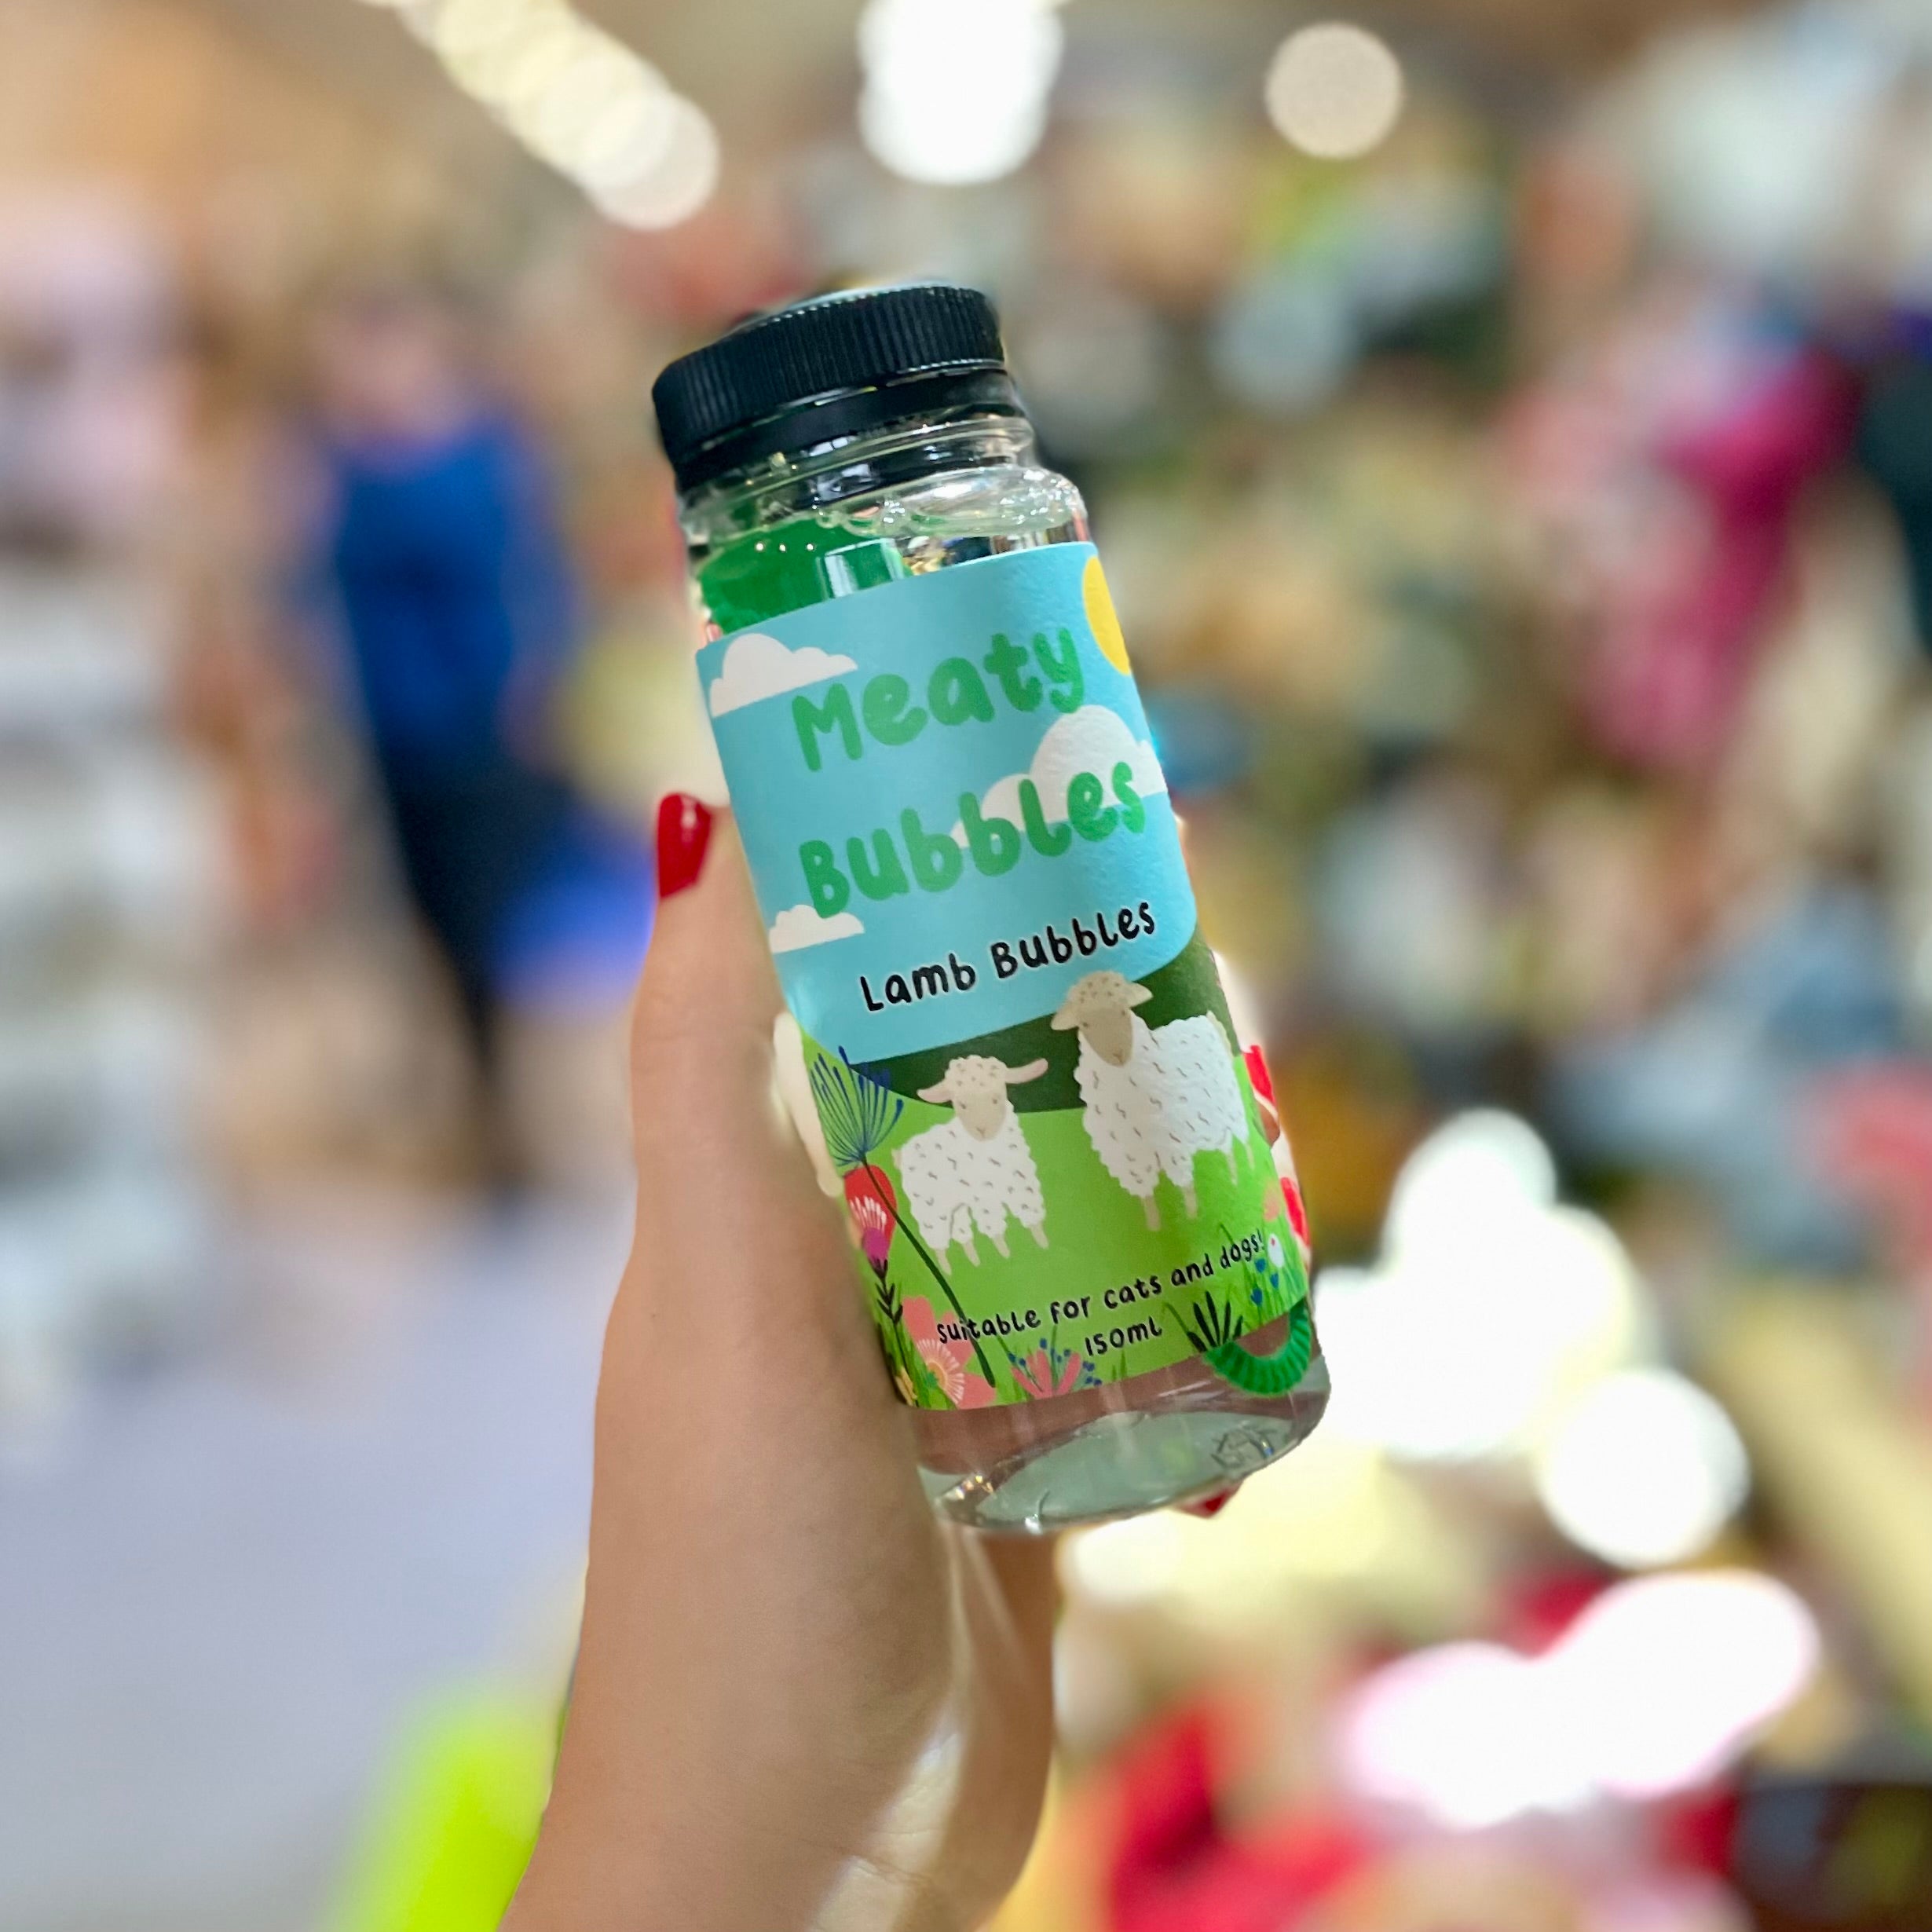 Meaty
Bubbles
Lamb Bubbles
suitable for cats and dogs!
150ml